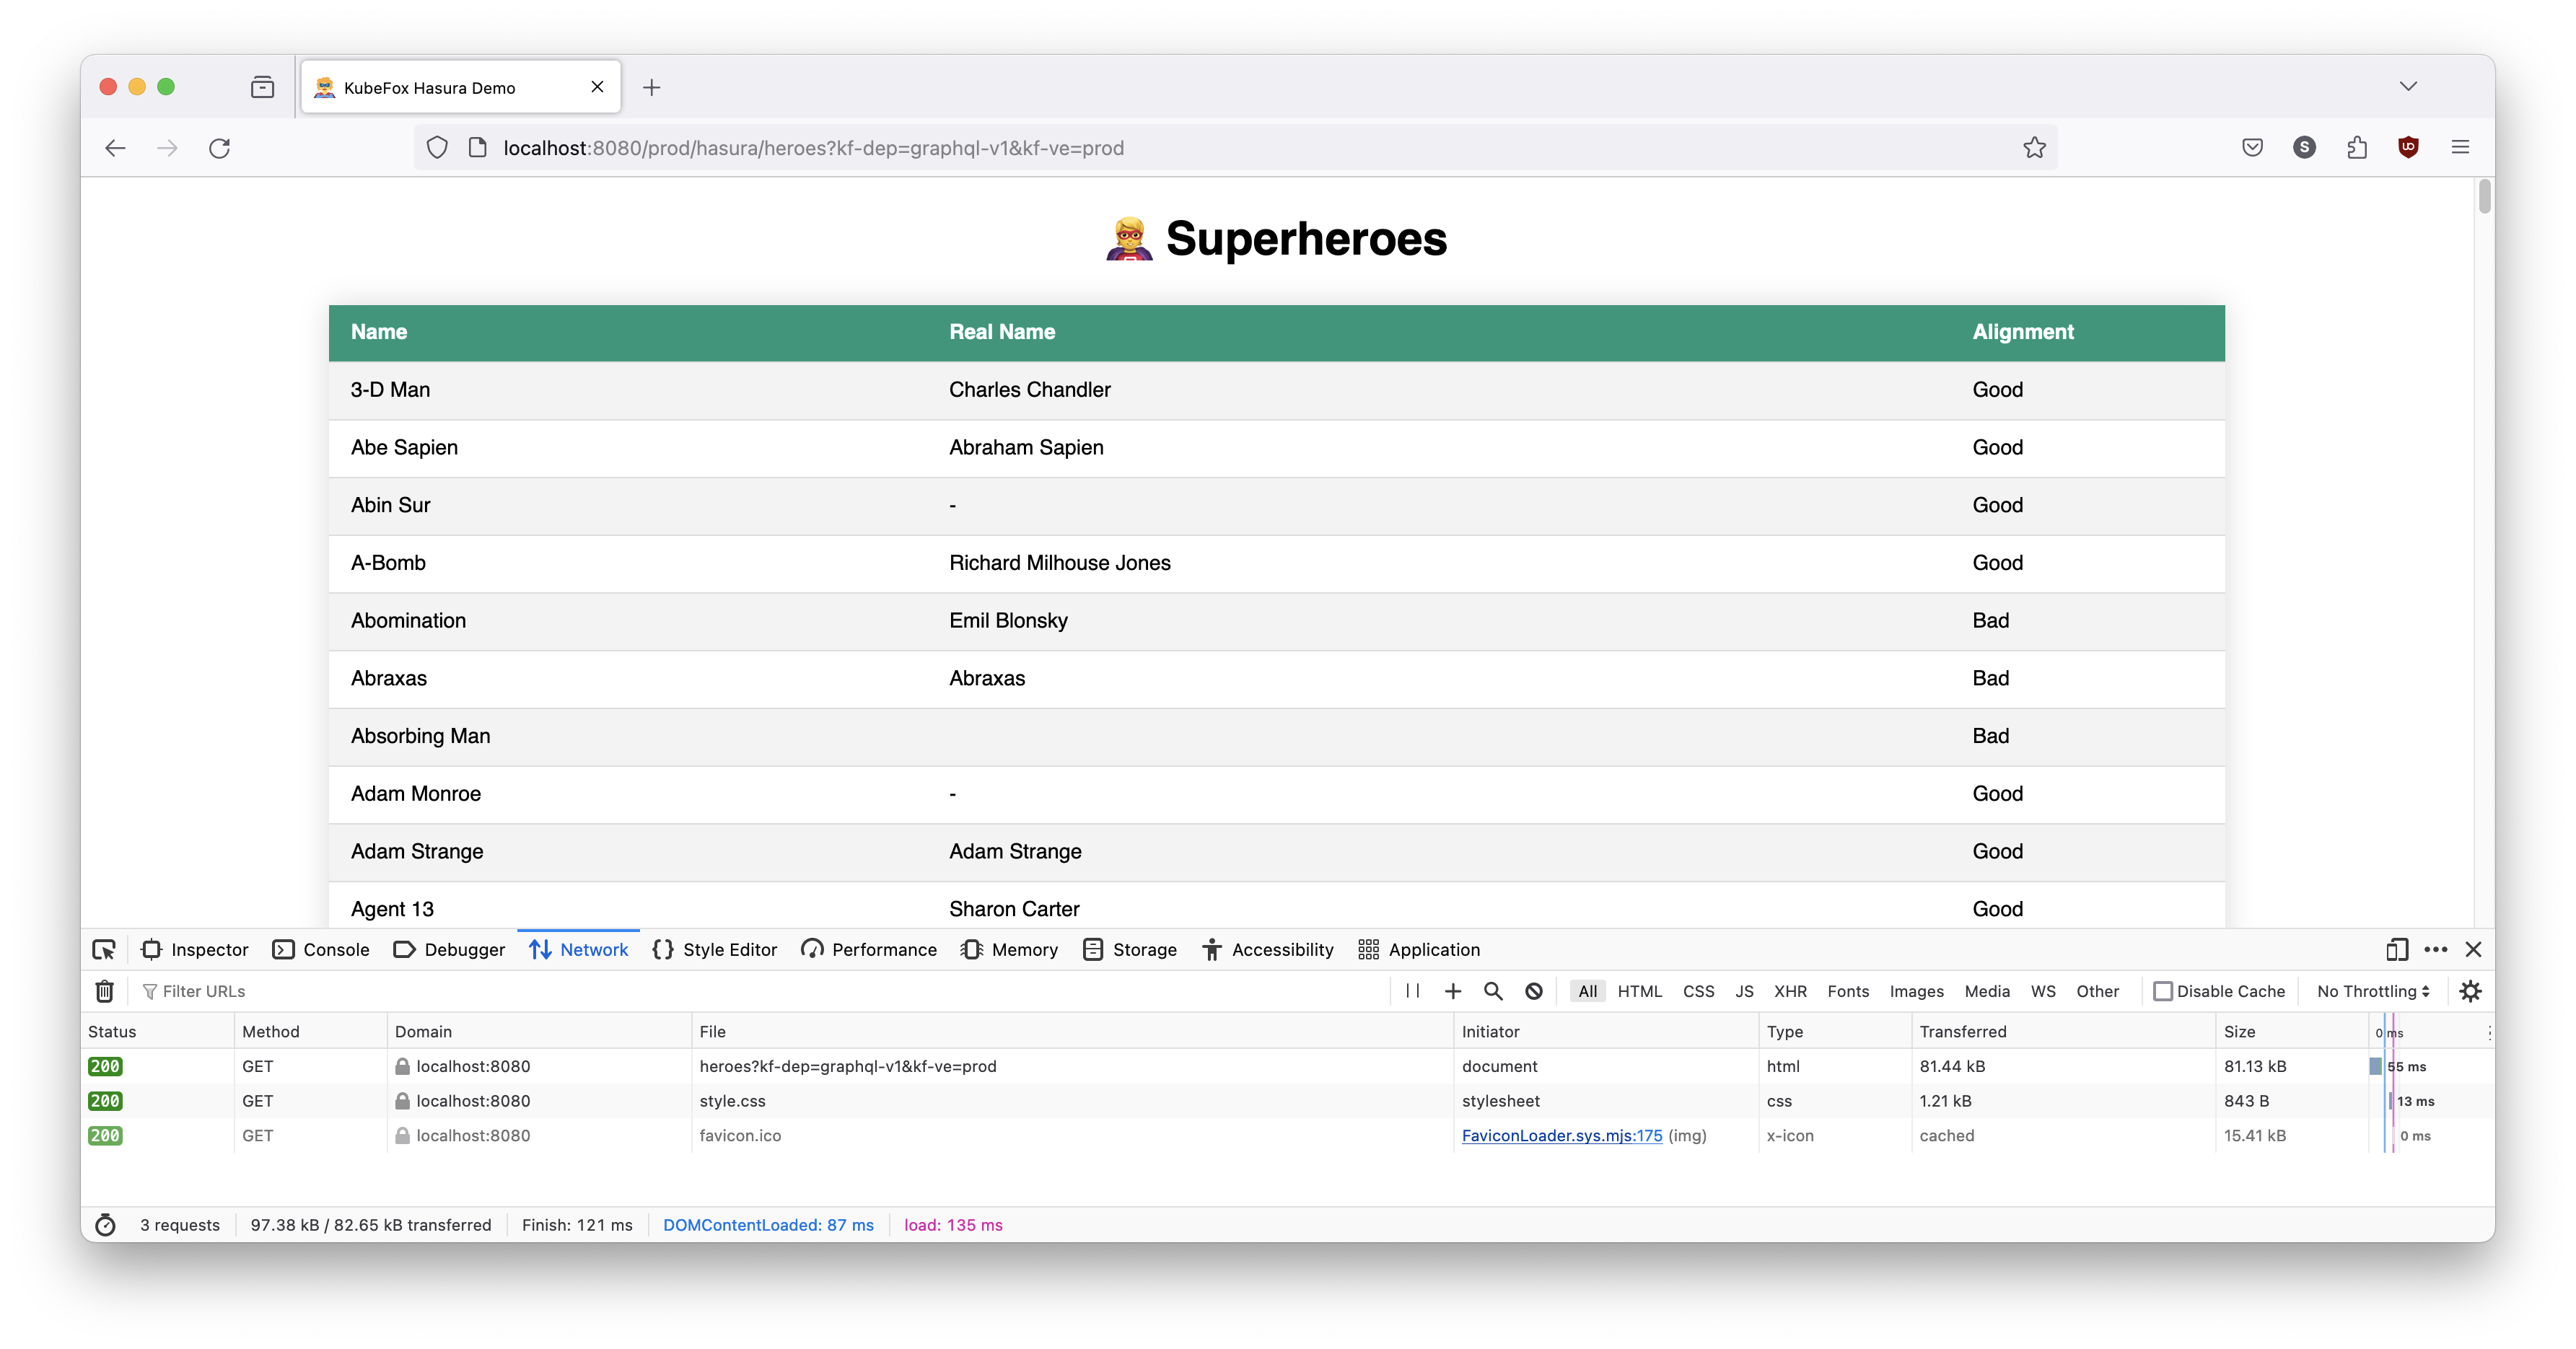 KubeFox Hasura Demo
localhost:8080/prod/hasura/heroes?kf-dep=graphql-v1&kf-ve=prod
S
Superheroes
Name Real Name Alignment
3-D Man Charles Chandler Good
Abe Sapien Abraham Sapien Good
Abin Sur - Good
A-Bomb Richard Milhouse Jones Good
Abomination Emil Blonsky Bad
Abraxas Abraxas Bad
Absorbing Man Bad
Adam Monroe - Good
Adam Strange Adam Strange Good
Agent 13 Sharon Carter Good
Inspector Console Debugger Network Style Editor Performance Memory Storage Accessibility Application
Filter URLs All HTML CSS JS XHR Fonts Images Media WS Other Disable Cache No Throttling
Status Method Domain File Initiator Type Transferred Size 0 ms
200 GET localhost:8080 heroes?kf-dep=graphql-v1&kf-ve=prod document html 81.44 kB 81.13 kB 55 ms
200 GET localhost:8080 style.css stylesheet css 1.21 kB 843 B 13 ms
200 GET localhost:8080 favicon.ico FaviconLoader.sys.mjs:175 (img) x-icon cached 15.41 kB 0 ms
3 requests 97.38 kB / 82.65 kB transferred Finish: 121 ms DOMContentLoaded: 87 ms load: 135 ms